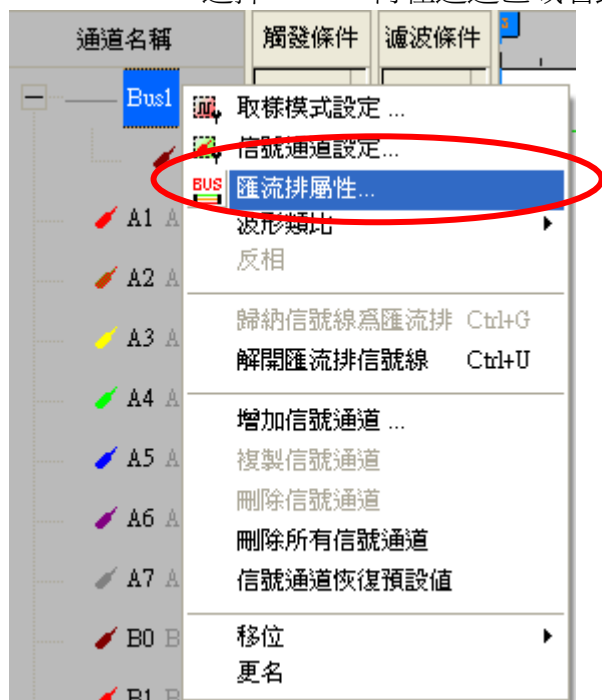 通道名稱 觸發條件 濾波條件
Bus1
取樣模式設定 ...
信號通道設定...
BUS 匯流排屬性...
A1 A 波形類比
反相
A2 A
A3 A 歸納信號線爲匯流排 Ctrl+G
解開匯流排信號線 Ctrl+U
A4 A 增加信號通道 ...
A5 A 複製信號通道
刪除信號通道
A6 A
刪除所有信號通道
A7 A 信號通道恢復預設值
B0 B 移位
更名
B1 B